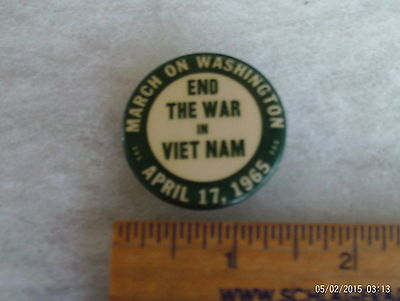 MARCH ON WASHINGTON
END
THE WAR
IN
VIET NAM
APRIL 17, 1965
1 2
05/02/2015 03:13